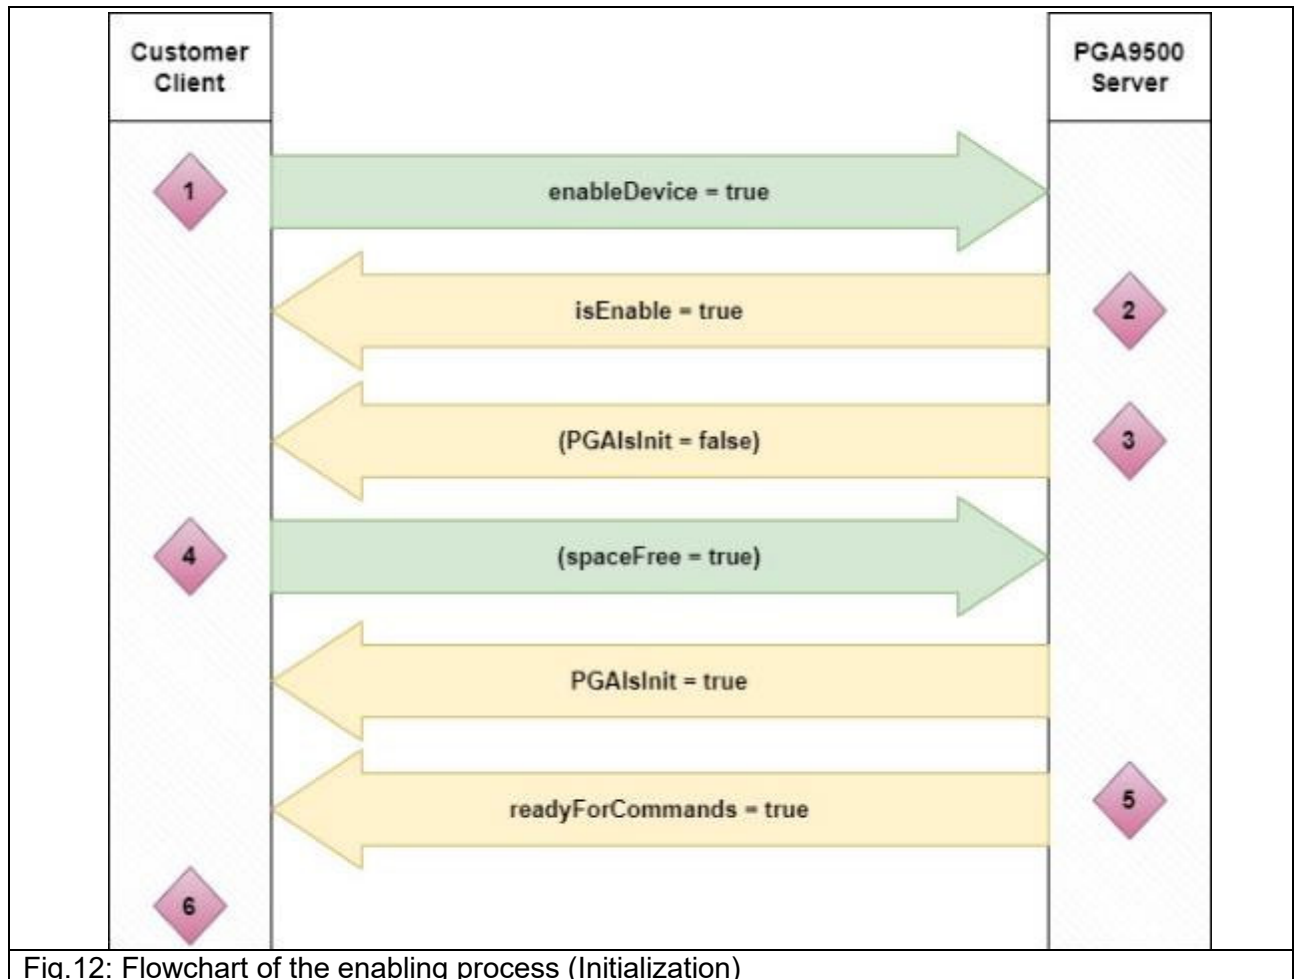 Customer
Client
PGA9500
Server
1
enableDevice = true
isEnable = true
2
(PGAIsInit = false)
3
4
(spaceFree = true)
PGAIsInit = true
readyForCommands = true
5
6
Fig.12: Flowchart of the enabling process (Initialization)